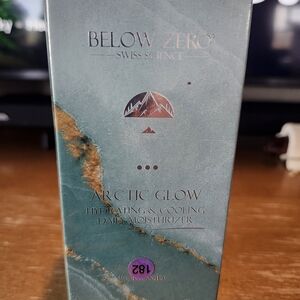 BELOW ZERO
SWISS SCIENCE
ARCTIC GLOW
HYDRATING & COOLING
DAILY MOISTURIZER
182